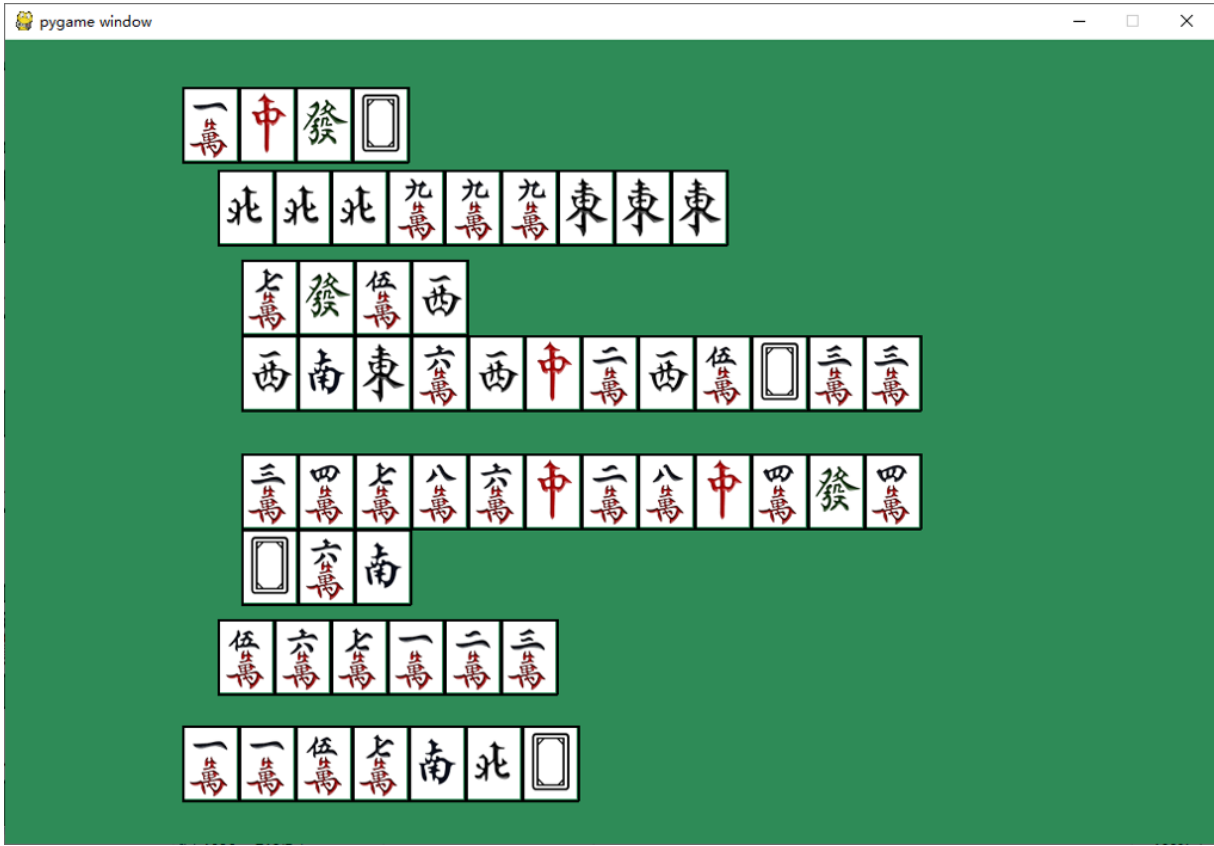 pygame window
一萬 中 發
北 北 北 九萬 九萬 九萬 東 東 東
七萬 發 伍萬 西
西 南 東 六萬 西 中 二萬 西 伍萬 三萬 三萬
三萬 四萬 七萬 八萬 六萬 中 二萬 八萬 中 四萬 發 四萬
六萬 南
伍萬 六萬 七萬 一萬 二萬 三萬
一萬 一萬 伍萬 七萬 南 北